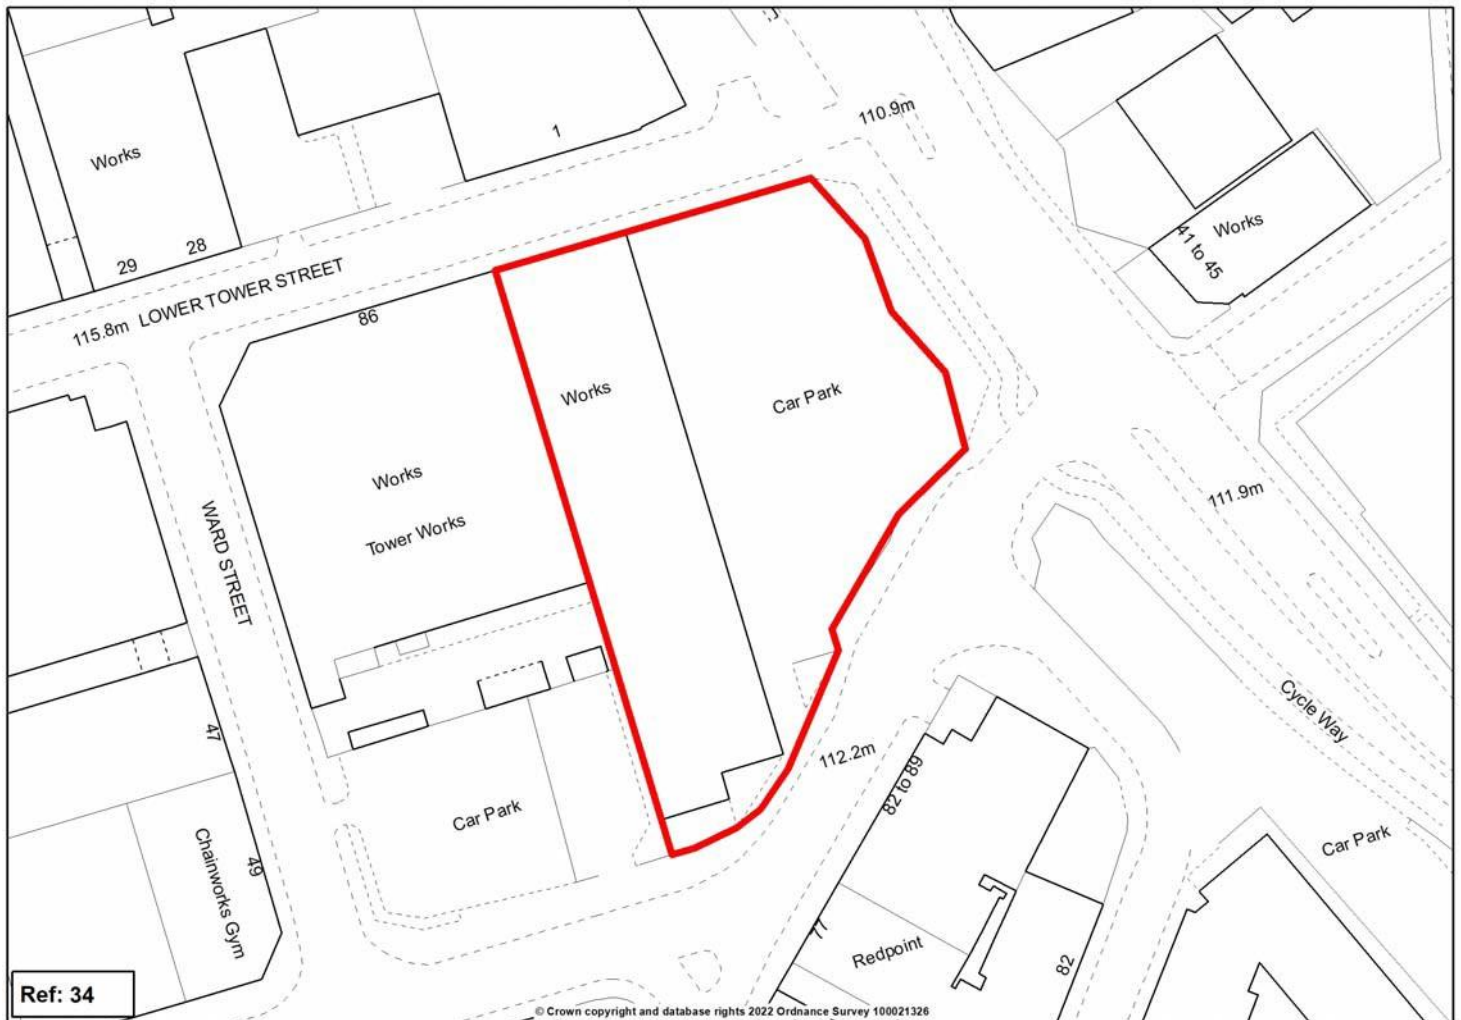 110.9m
1
Works
Works
41 to 45
28
29
LOWER TOWER STREET
115.8m
86
Works
Car Park
Works
Tower Works
111.9m
WARD STREET
Cycle Way
47
112.2m
82 to 89
Car Park
Car Park
Chainworks Gym
49
77
Redpoint
82
Ref: 34
© Crown copyright and database rights 2022 Ordnance Survey 100021326